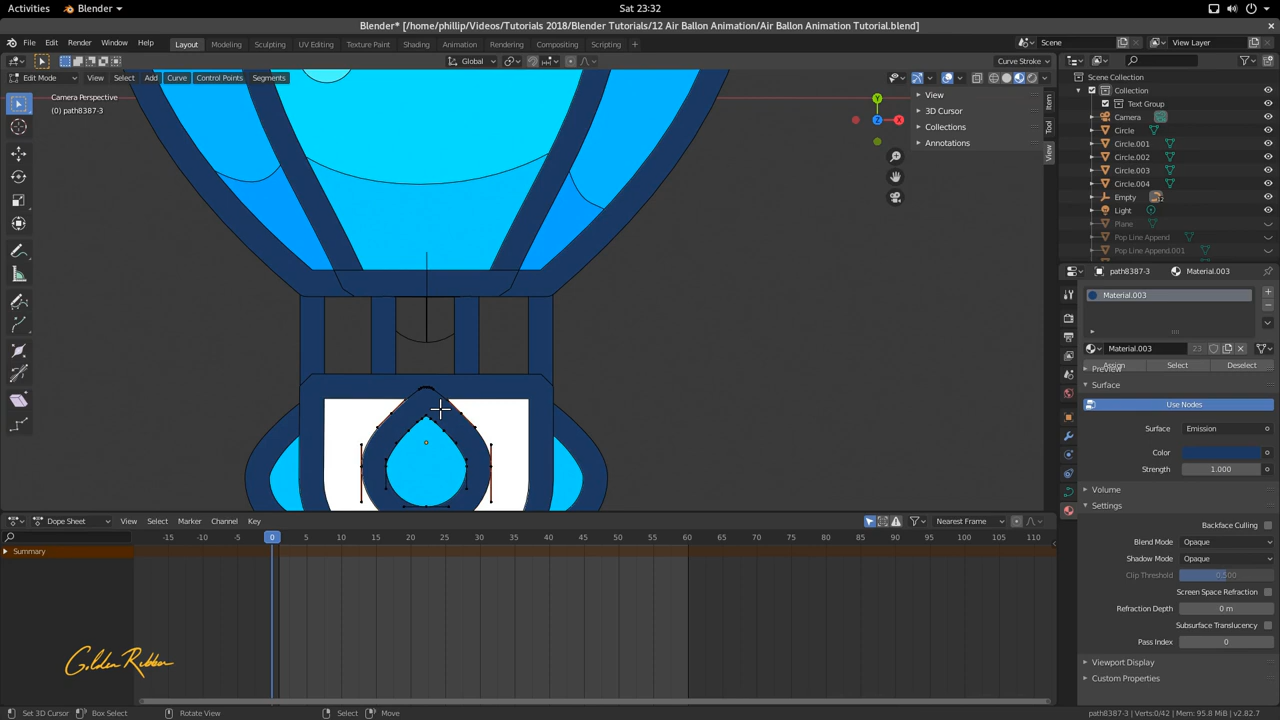 Activities
Blender
Sat 23:32
Blender* [/home/phillip/Videos/Tutorials 2018/Blender Tutorials/12 Air Ballon Animation/Air Ballon Animation Tutorial.blend]
File Edit Render Window Help
Layout Modeling Sculpting UV Editing Texture Paint Shading Animation Rendering Compositing Scripting
Scene
View Layer
Global
Curve Stroke
Edit Mode View Select Add Curve Control Points Segments
Camera Perspective
(0) path8387-3
Y
Z
X
View
3D Cursor
Collections
Annotations
Item
Tool
View
Scene Collection
Collection
Text Group
Camera
Circle
Circle.001
Circle.002
Circle.003
Circle.004
Empty
Light
Plane
Pop Line Append
Pop Line Append.001
path8387-3 Material.003
Material.003
Material.003 23
Assign Select Deselect
Preview
Surface
Use Nodes
Surface Emission
Color
Strength 1.000
Volume
Settings
Backface Culling
Blend Mode Opaque
Shadow Mode Opaque
Clip Threshold 0.500
Screen Space Refraction
Refraction Depth 0 m
Subsurface Translucency
Pass Index 0
Viewport Display
Custom Properties
Dope Sheet View Select Marker Channel Key
Nearest Frame
-15 -10 -5 0 5 10 15 20 25 30 35 40 45 50 55 60 65 70 75 80 85 90 95 100 105 110
Summary
Golden Ribbon
Set 3D Cursor Box Select Rotate View Select Move
path8387-3 | Verts:0/42 | Mem: 95.8 MiB | v2.82.7